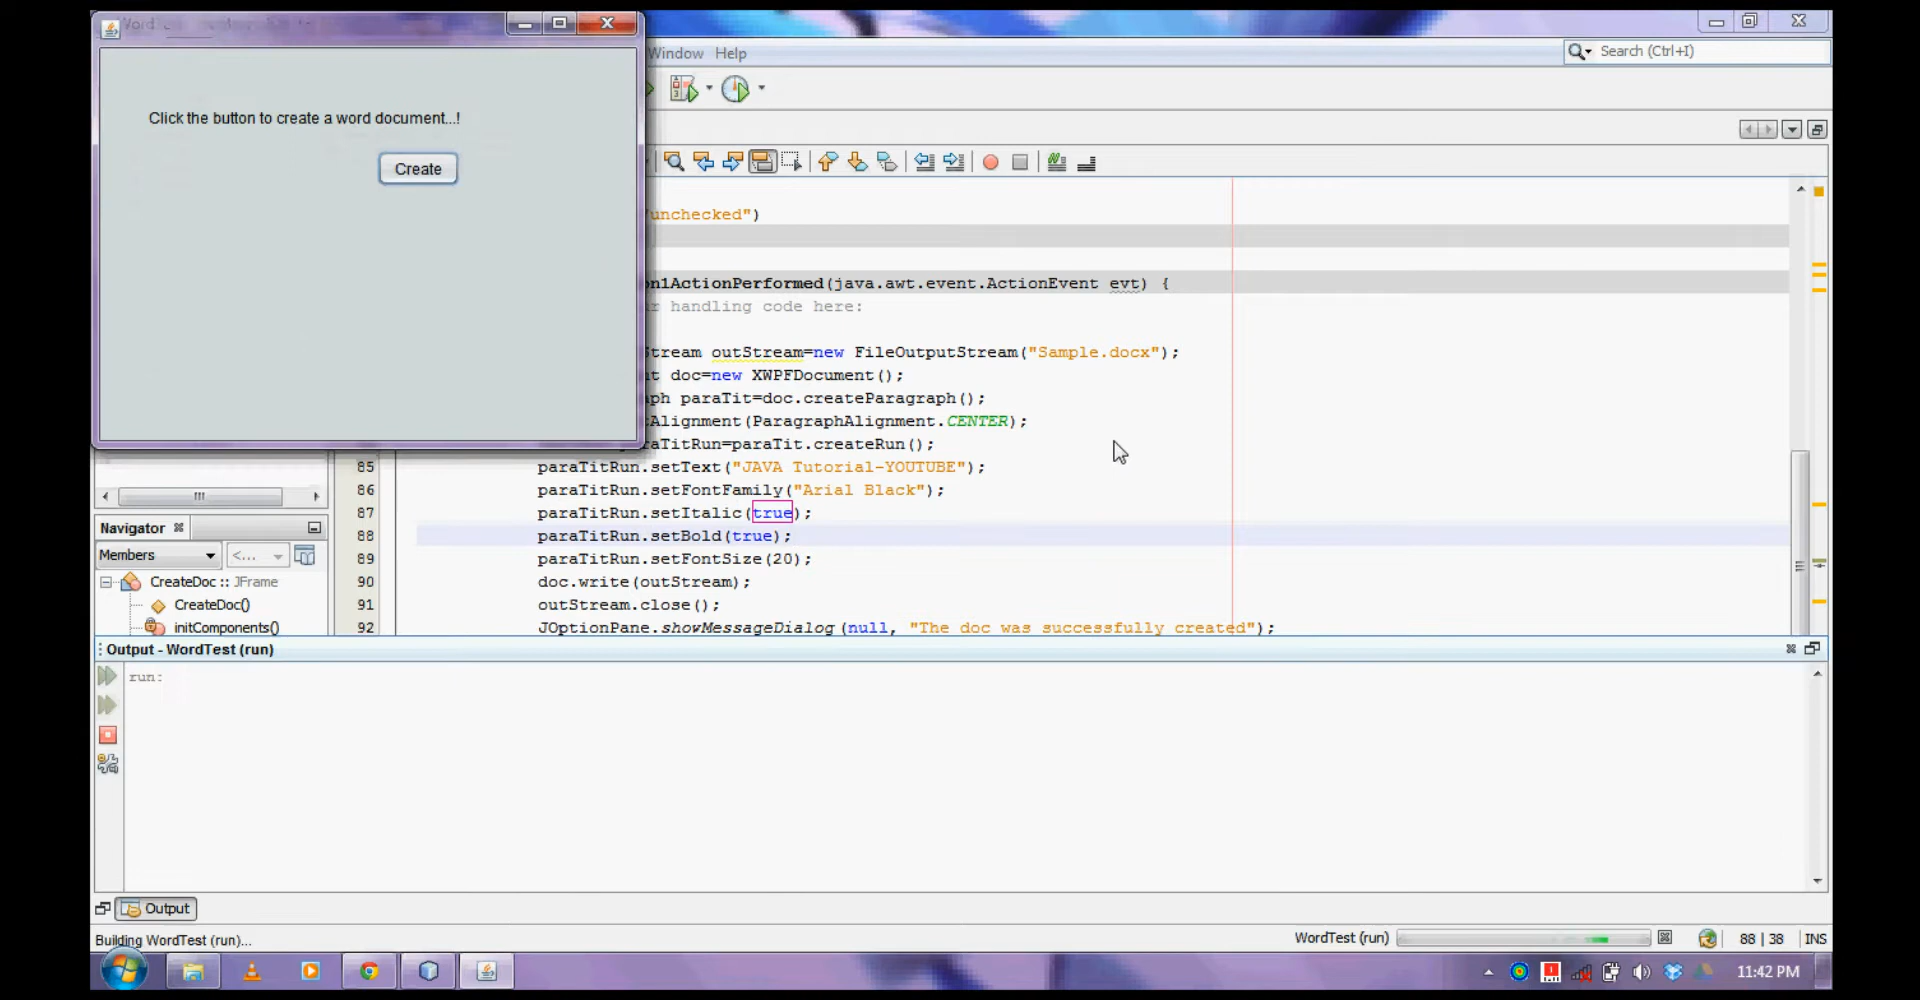 Word
Click the button to create a word document...!
Create
Window Help
Search (Ctrl+I)
unchecked")
on1ActionPerformed(java.awt.event.ActionEvent evt) {
r handling code here:
Stream outStream=new FileOutputStream("Sample.docx");
t doc=new XWPFDocument();
ph paraTit=doc.createParagraph();
tAlignment(ParagraphAlignment.CENTER);
raTitRun=paraTit.createRun();
85 paraTitRun.setText("JAVA Tutorial-YOUTUBE");
86 paraTitRun.setFontFamily("Arial Black");
87 paraTitRun.setItalic(true);
88 paraTitRun.setBold(true);
89 paraTitRun.setFontSize(20);
90 doc.write(outStream);
91 outStream.close();
92 JOptionPane.showMessageDialog(null, "The doc was successfully created");
Navigator
Members <...
CreateDoc :: JFrame
CreateDoc()
initComponents()
Output - WordTest (run)
run:
Output
Building WordTest (run)...
WordTest (run)
88 | 38 INS
11:42 PM